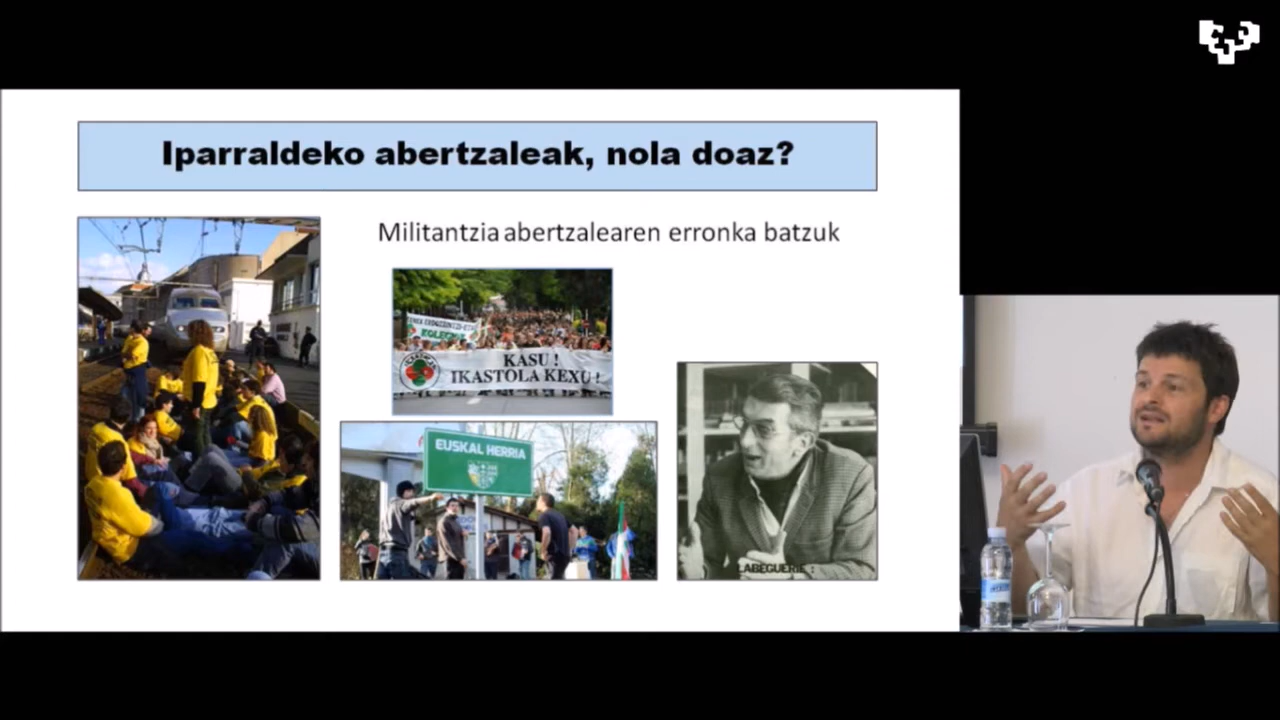 Iparraldeko abertzaleak, nola doaz?
Militantzia abertzalearen erronka batzuk
KASU !
IKASTOLA KEXU !
EUSKAL HERRIA
LABEGUERIE :